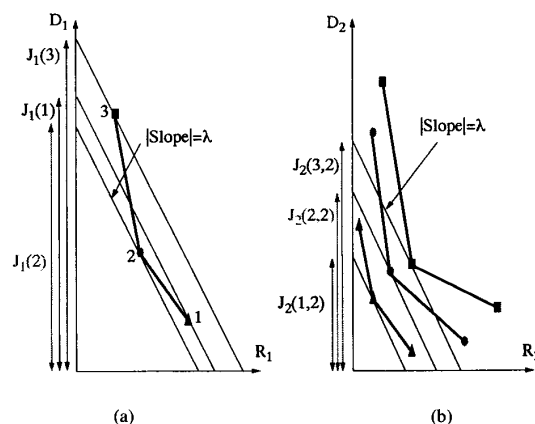 D₁
J₁(3)
J₁(1)
J₁(2)
3
|Slope|=λ
2
1
R₁
(a)
D₂
|Slope|=λ
J₂(3,2)
J₂(2,2)
J₂(1,2)
(b)